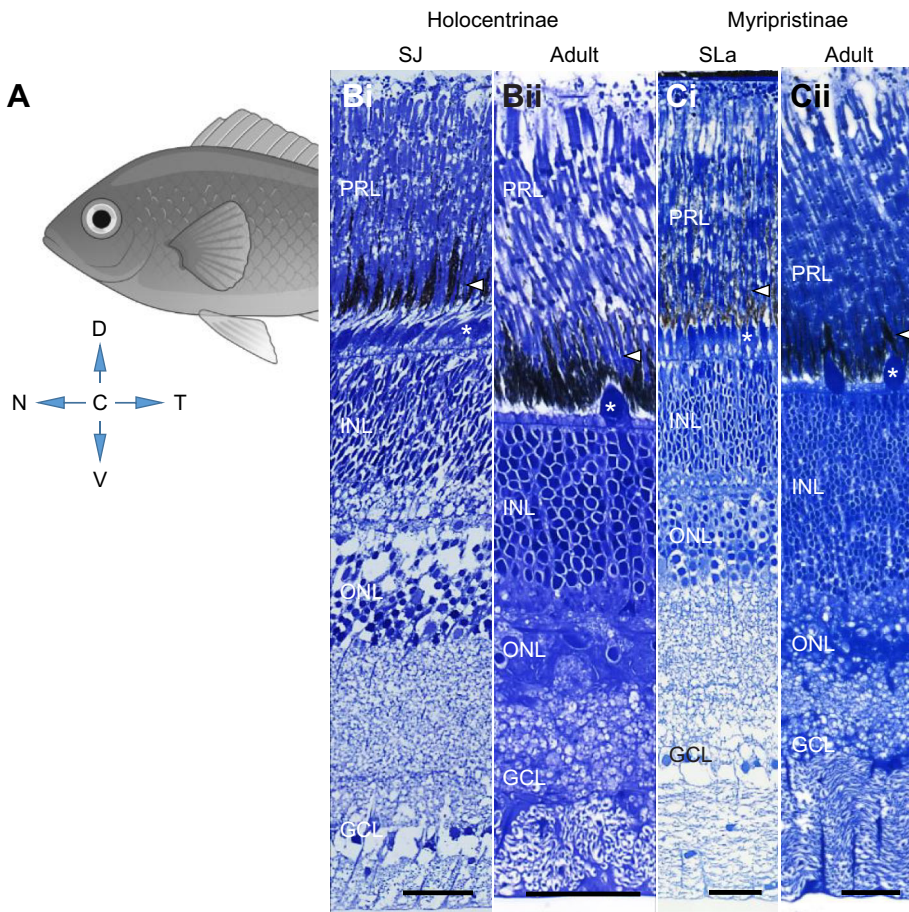 Holocentrinae Myripristinae
SJ Adult SLa Adult
A Bi Bii Ci Cii
PRL PRL PRL PRL
D
N C T
V
* * * *
INL INL INL INL
ONL ONL ONL ONL
GCL GCL GCL GCL